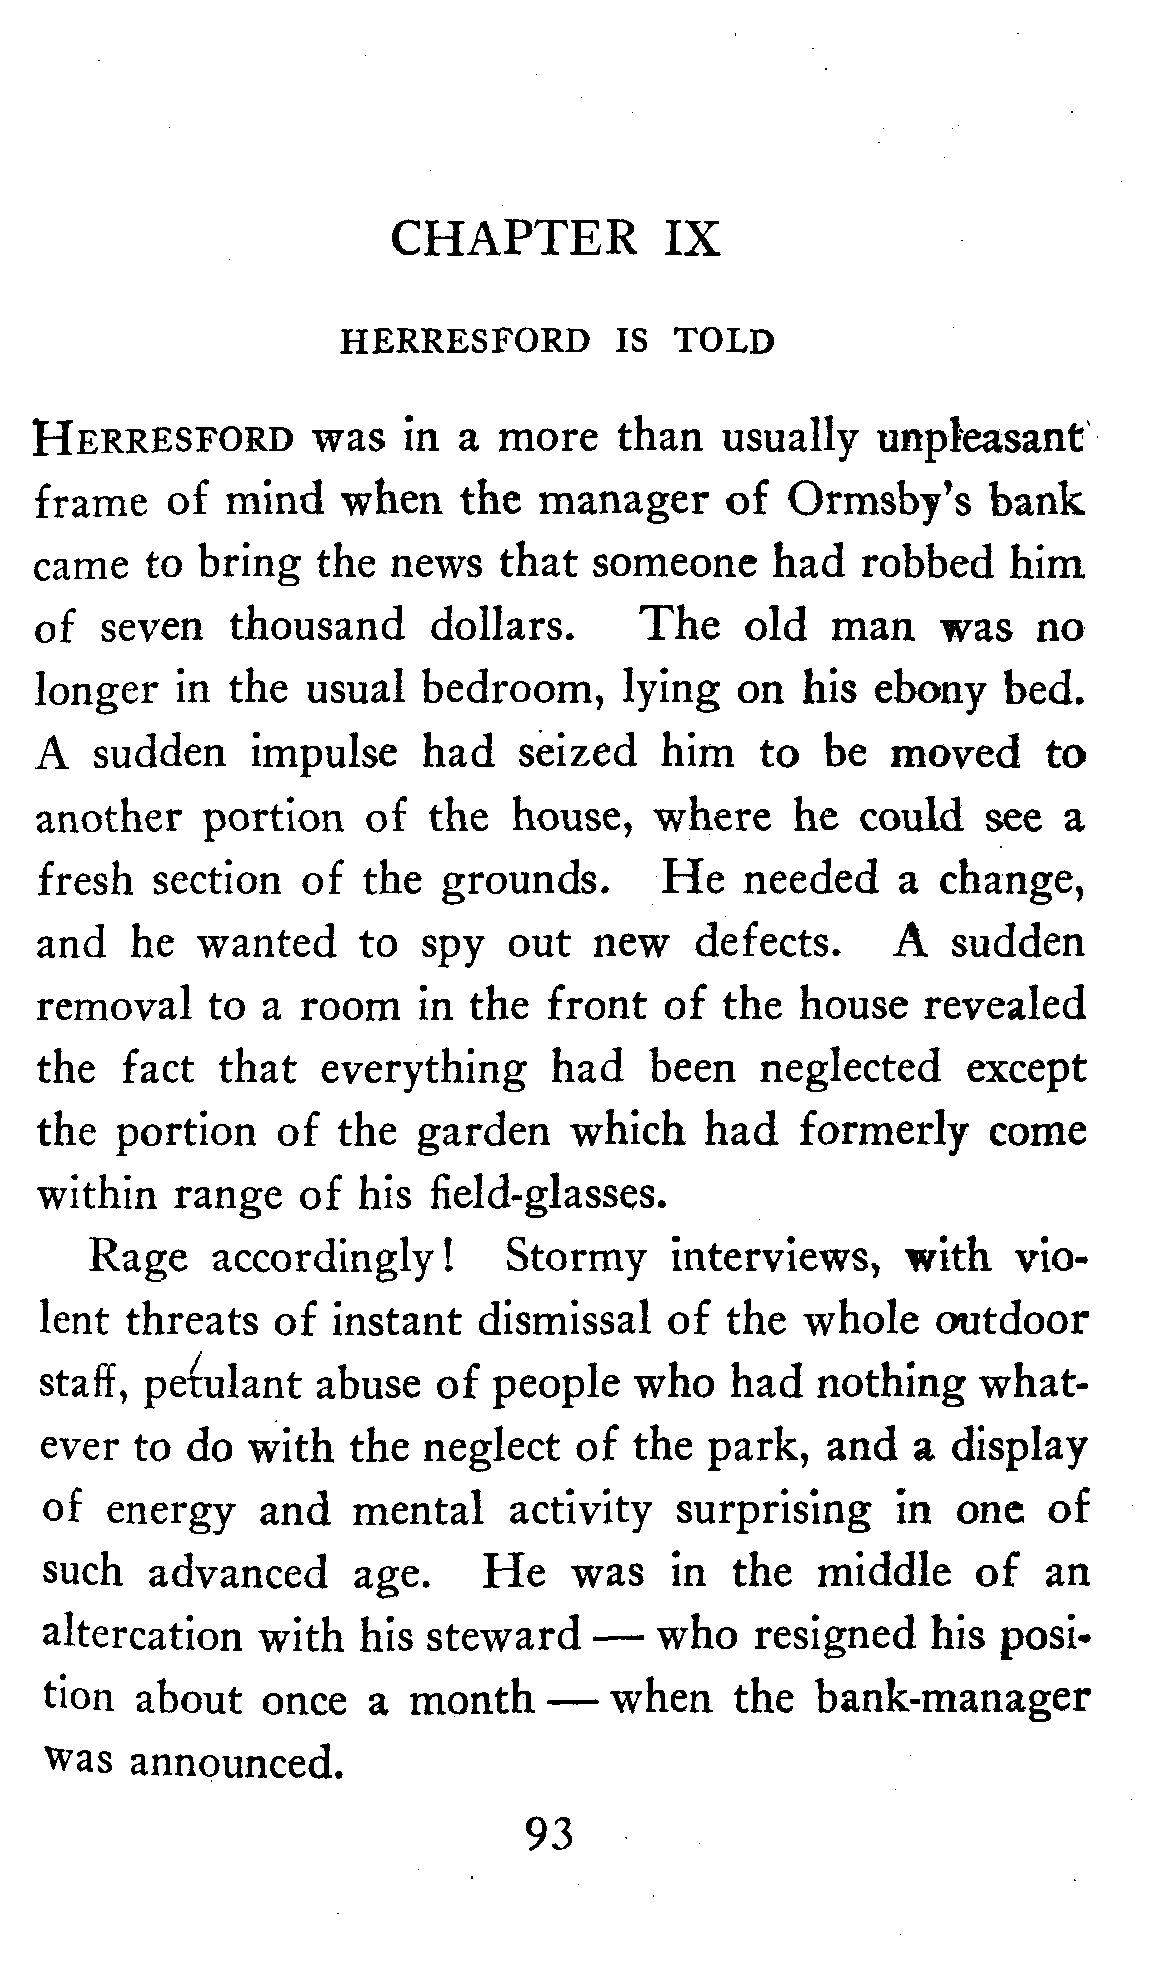 CHAPTER IX
HERRESFORD IS TOLD
HERRESFORD was in a more than usually unpleasant
frame of mind when the manager of Ormsby's bank
came to bring the news that someone had robbed him
of seven thousand dollars. The old man was no
longer in the usual bedroom, lying on his ebony bed.
A sudden impulse had seized him to be moved to
another portion of the house, where he could see a
fresh section of the grounds. He needed a change,
and he wanted to spy out new defects. A sudden
removal to a room in the front of the house revealed
the fact that everything had been neglected except
the portion of the garden which had formerly come
within range of his field-glasses.
Rage accordingly! Stormy interviews, with vio-
lent threats of instant dismissal of the whole outdoor
staff, petulant abuse of people who had nothing what-
ever to do with the neglect of the park, and a display
of energy and mental activity surprising in one of
such advanced age. He was in the middle of an
altercation with his steward — who resigned his posi-
tion about once a month — when the bank-manager
was announced.
93